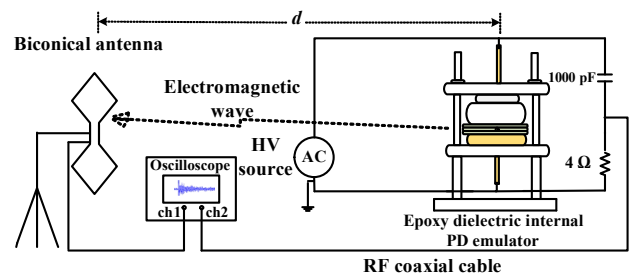 d
Biconical antenna
Electromagnetic
wave
1000 pF
HV
source
AC
Oscilloscope
ch1
ch2
4 Ω
Epoxy dielectric internal
PD emulator
RF coaxial cable